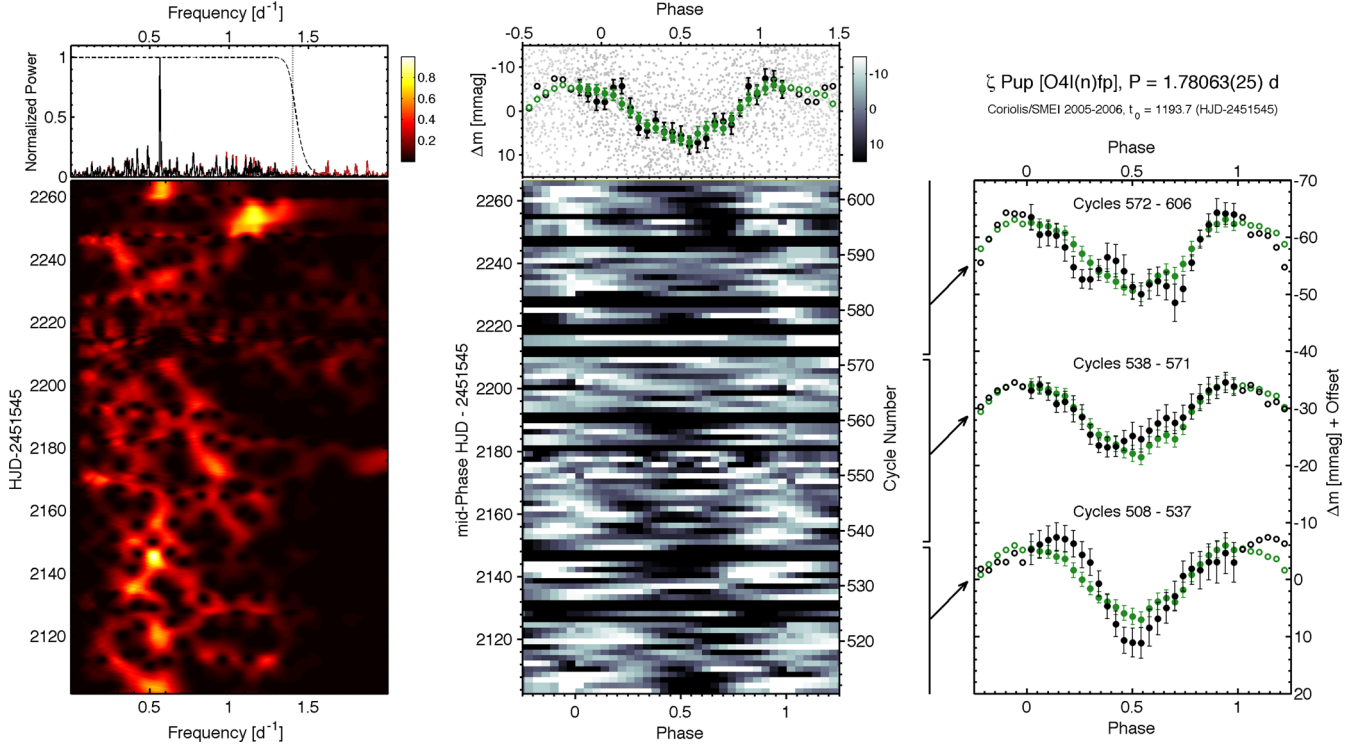 Frequency [d⁻¹]
0.5 1 1.5
Normalized Power
1
0.5
0
0.8
0.6
0.4
0.2
HJD-2451545
2260
2240
2220
2200
2180
2160
2140
2120
0.5 1 1.5
Frequency [d⁻¹]
Phase
-0.5 0 0.5 1 1.5
Δm [mmag]
-10
0
10
-10
0
10
mid-Phase HJD - 2451545
2260
2240
2220
2200
2180
2160
2140
2120
Cycle Number
600
590
580
570
560
550
540
530
520
0 0.5 1
Phase
ζ Pup [O4I(n)fp], P = 1.78063(25) d
Coriolis/SMEI 2005-2006, t₀ = 1193.7 (HJD-2451545)
Phase
0 0.5 1
Cycles 572 - 606
Cycles 538 - 571
Cycles 508 - 537
-70
-60
-50
-40
-30
-20
-10
0
10
20
Δm [mmag] + Offset
0 0.5 1
Phase